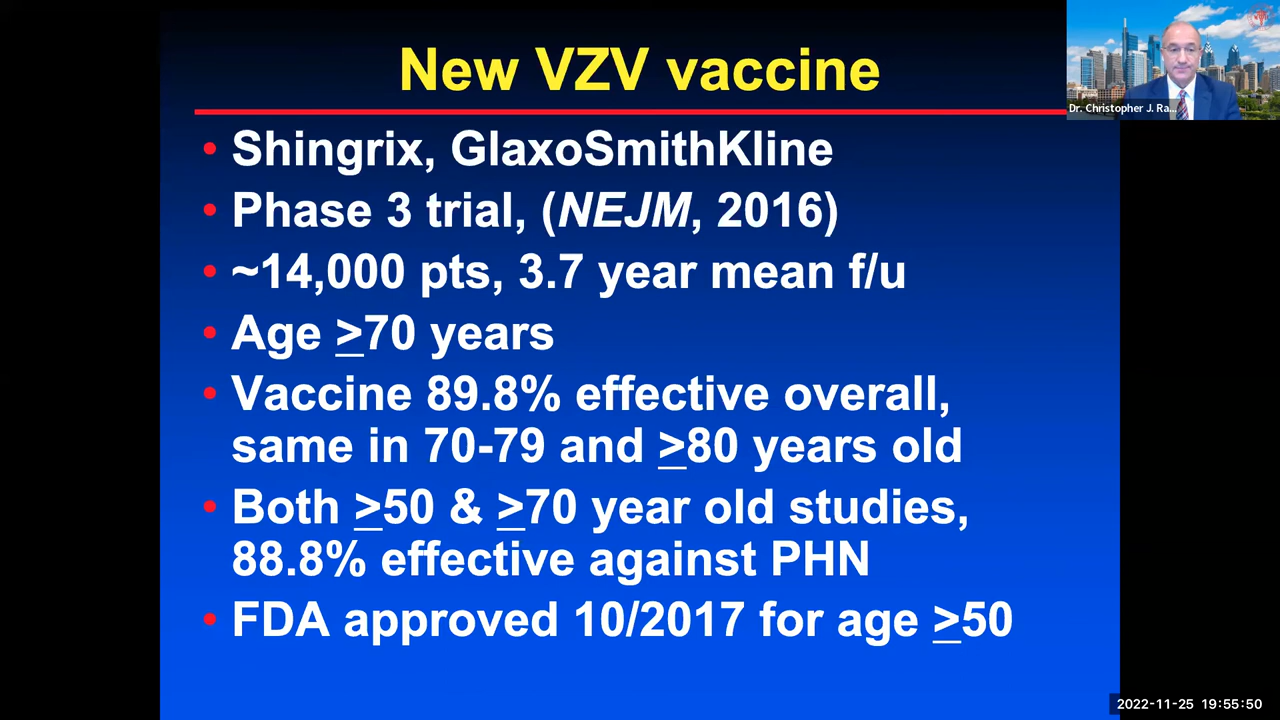 New VZV vaccine
Dr. Christopher J. Ra...
• Shingrix, GlaxoSmithKline
• Phase 3 trial, (NEJM, 2016)
• ~14,000 pts, 3.7 year mean f/u
• Age ≥70 years
• Vaccine 89.8% effective overall,
same in 70-79 and ≥80 years old
• Both ≥50 & ≥70 year old studies,
88.8% effective against PHN
• FDA approved 10/2017 for age ≥50
2022-11-25 19:55:50